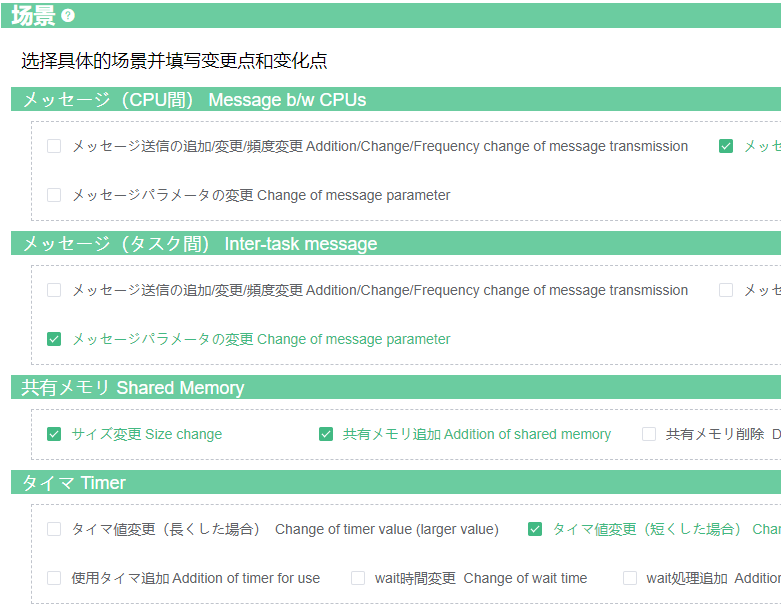 场景 ?
选择具体的场景并填写变更点和变化点
メッセージ（CPU間） Message b/w CPUs
メッセージ送信の追加/変更/頻度変更 Addition/Change/Frequency change of message transmission メッセ
メッセージパラメータの変更 Change of message parameter
メッセージ（タスク間） Inter-task message
メッセージ送信の追加/変更/頻度変更 Addition/Change/Frequency change of message transmission メッセ
メッセージパラメータの変更 Change of message parameter
共有メモリ Shared Memory
サイズ変更 Size change 共有メモリ追加 Addition of shared memory 共有メモリ削除 D
タイマ Timer
タイマ値変更（長くした場合） Change of timer value (larger value) タイマ値変更（短くした場合） Chan
使用タイマ追加 Addition of timer for use wait時間変更 Change of wait time wait処理追加 Addition